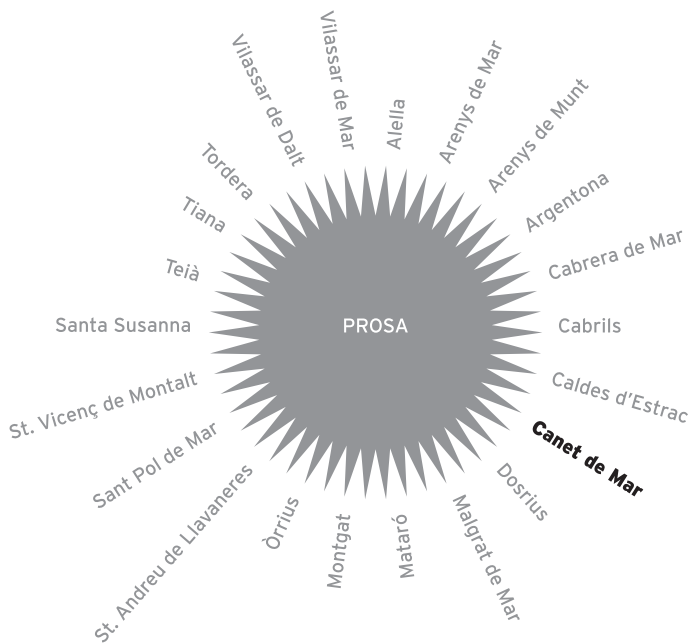 Alella
Arenys de Mar
Arenys de Munt
Argentona
Cabrera de Mar
Cabrils
Caldes d'Estrac
Canet de Mar
Dosrius
Malgrat de Mar
Mataró
Montgat
Òrrius
St. Andreu de Llavaneres
Sant Pol de Mar
St. Vicenç de Montalt
Santa Susanna
Teià
Tiana
Tordera
Vilassar de Dalt
Vilassar de Mar
PROSA